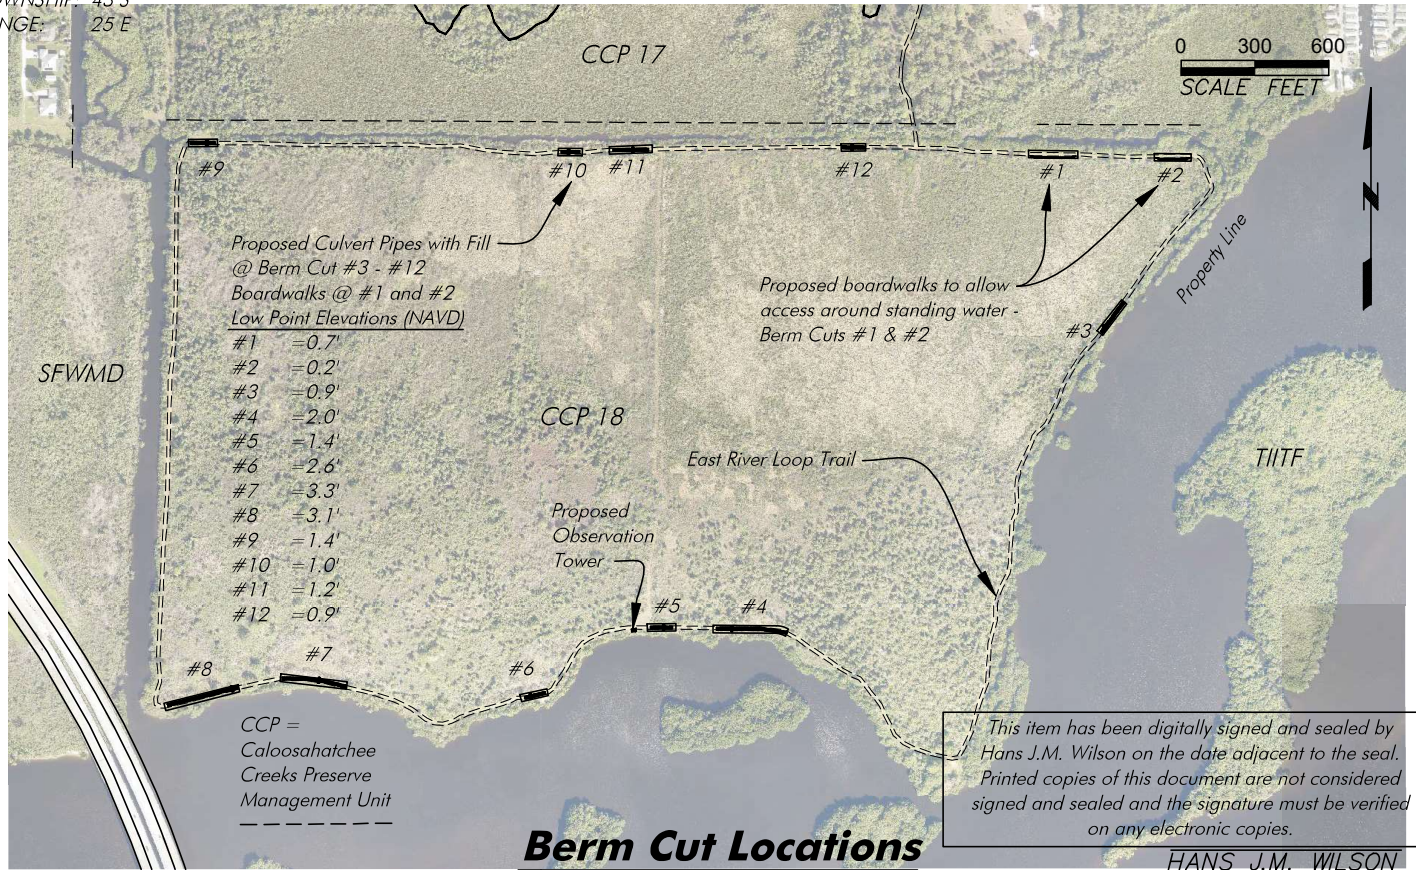 25 E
CCP 17
0 300 600
SCALE FEET
#9
#10
#11
#12
#1
#2
Proposed Culvert Pipes with Fill
@ Berm Cut #3 - #12
Boardwalks @ #1 and #2
Low Point Elevations (NAVD)
#1 =0.7'
#2 =0.2'
#3 =0.9'
#4 =2.0'
#5 =1.4'
#6 =2.6'
#7 =3.3'
#8 =3.1'
#9 =1.4'
#10 =1.0'
#11 =1.2'
#12 =0.9'
Proposed boardwalks to allow
access around standing water -
Berm Cuts #1 & #2
Property Line
N
#3
SFWMD
CCP 18
East River Loop Trail
TIITF
Proposed
Observation
Tower
#5
#4
#6
#7
#8
CCP =
Caloosahatchee
Creeks Preserve
Management Unit
This item has been digitally signed and sealed by
Hans J.M. Wilson on the date adjacent to the seal.
Printed copies of this document are not considered
signed and sealed and the signature must be verified
on any electronic copies.
Berm Cut Locations
HANS J.M. WILSON